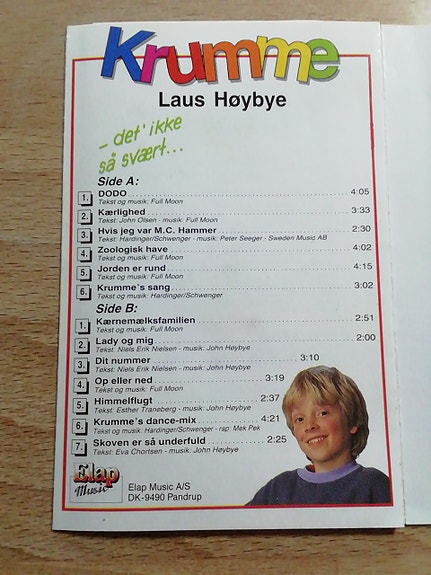 Krumme
Laus Høybye
- det' ikke
så svært...
Side A:
1. DODO 4:05
Tekst og musik: Full Moon
2. Kærlighed 3:33
Tekst: John Olsen - musik: Full Moon
3. Hvis jeg var M.C. Hammer 2:30
Tekst: Hardinger/Schwenger - musik: Peter Seeger - Sweden Music AB
4. Zoologisk have 4:02
Tekst og musik: Full Moon
5. Jorden er rund 4:15
Tekst og musik: Full Moon
6. Krumme's sang 3:02
Tekst og musik: Hardinger/Schwenger
Side B:
1. Kærnemælksfamilien 2:51
Tekst og musik: Full Moon
2. Lady og mig 2:00
Tekst: Niels Erik Nielsen - musik: John Høybye
3. Dit nummer 3:10
Tekst: Niels Erik Nielsen - musik: John Høybye
4. Op eller ned 3:19
Tekst og musik: Full Moon
5. Himmelflugt 2:37
Tekst: Esther Traneberg - musik: John Høybye
6. Krumme's dance-mix 4:21
Tekst og musik: Hardinger/Schwenger - rap: Mek Pek
7. Skoven er så underfuld 2:25
Tekst: Eva Chortsen - musik: John Høybye
Elap
Music
Elap Music A/S
DK-9490 Pandrup